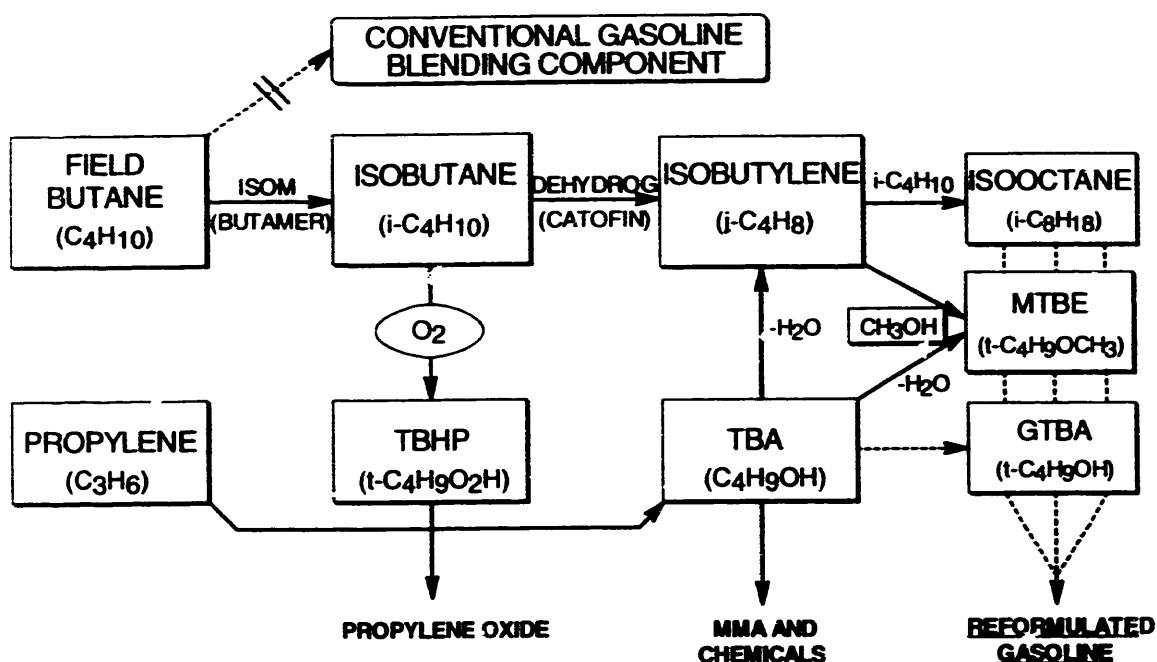 CONVENTIONAL GASOLINE
BLENDING COMPONENT
FIELD
BUTANE
(C4H10)
ISOM
(BUTAMER)
ISOBUTANE
(i-C4H10)
DEHYDROG
(CATOFIN)
ISOBUTYLENE
(i-C4H8)
i-C4H10
ISOOCTANE
(i-C8H18)
O2
-H2O
CH3OH
MTBE
(t-C4H9OCH3)
-H2O
PROPYLENE
(C3H6)
TBHP
(t-C4H9O2H)
TBA
(C4H9OH)
GTBA
(t-C4H9OH)
PROPYLENE OXIDE
MMA AND
CHEMICALS
REFORMULATED
GASOLINE